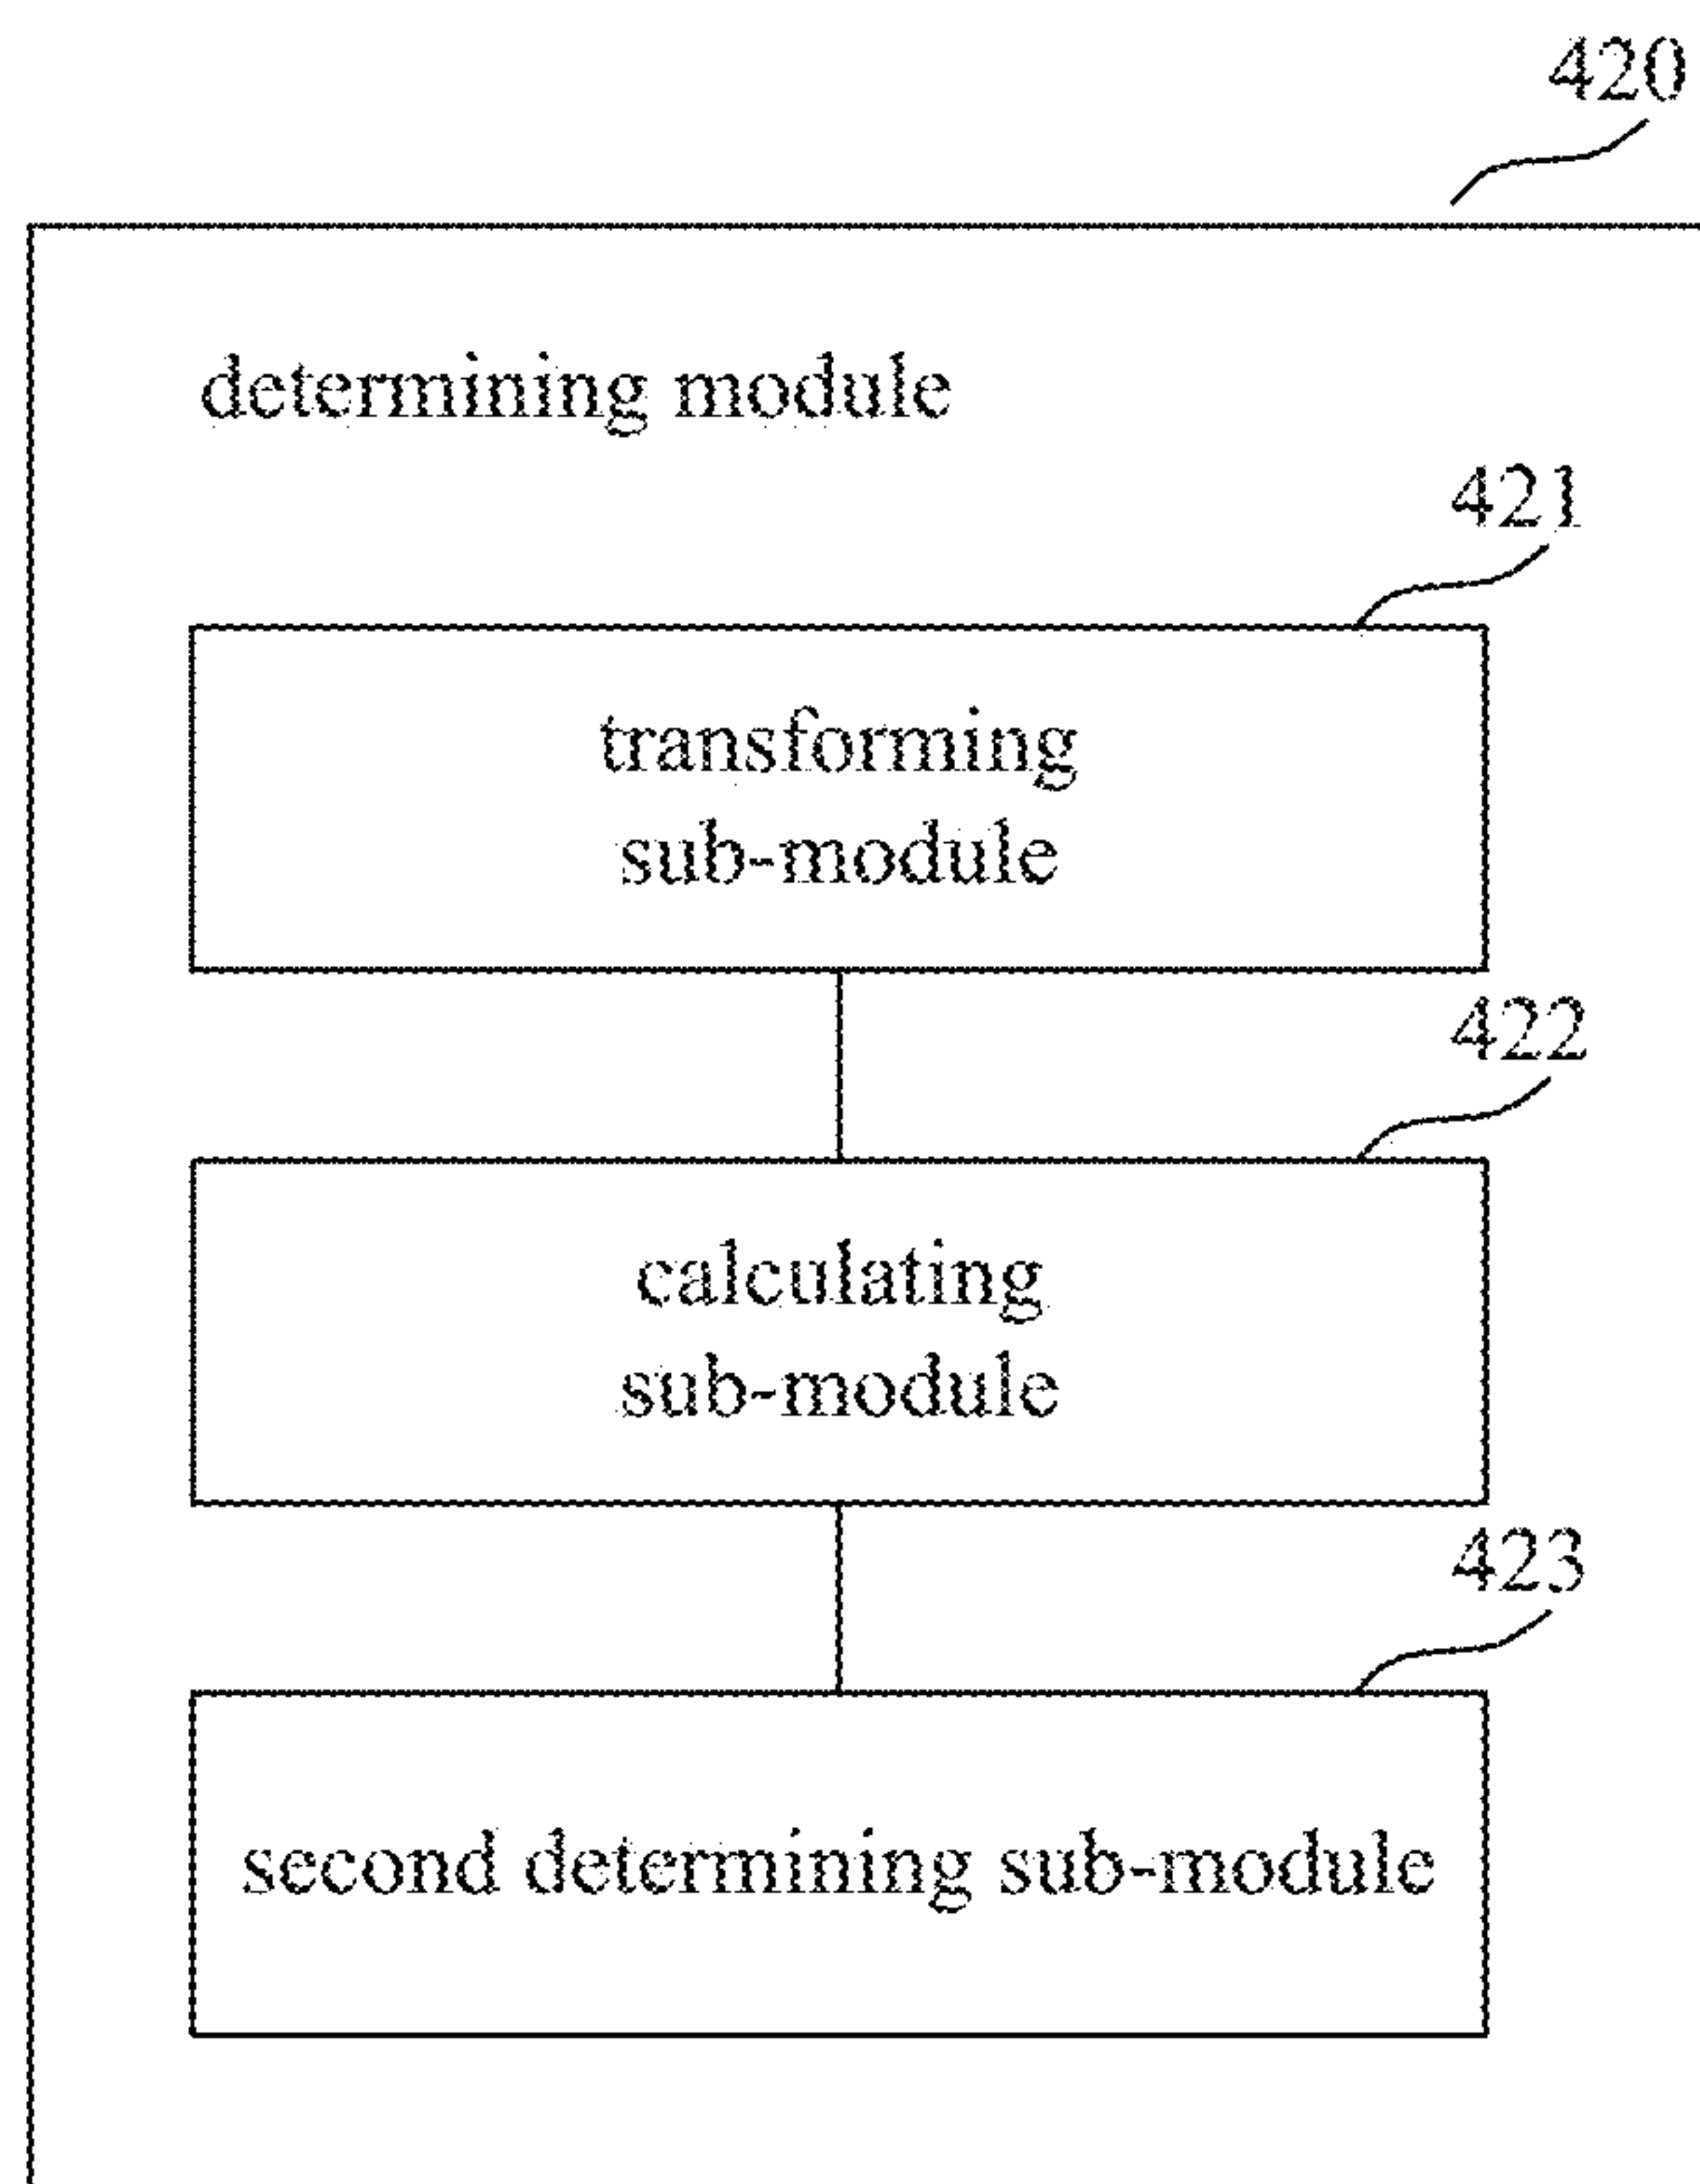 420
determining module
421
transforming
sub-module
422
calculating
sub-module
423
second determining sub-module